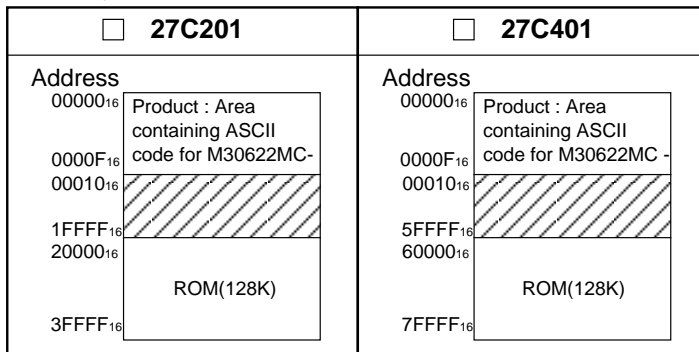 □ 27C201
Address
00000₁₆
Product : Area
containing ASCII
code for M30622MC-
0000F₁₆
00010₁₆
1FFFF₁₆
20000₁₆
ROM(128K)
3FFFF₁₆
□ 27C401
Address
00000₁₆
Product : Area
containing ASCII
code for M30622MC -
0000F₁₆
00010₁₆
5FFFF₁₆
60000₁₆
ROM(128K)
7FFFF₁₆